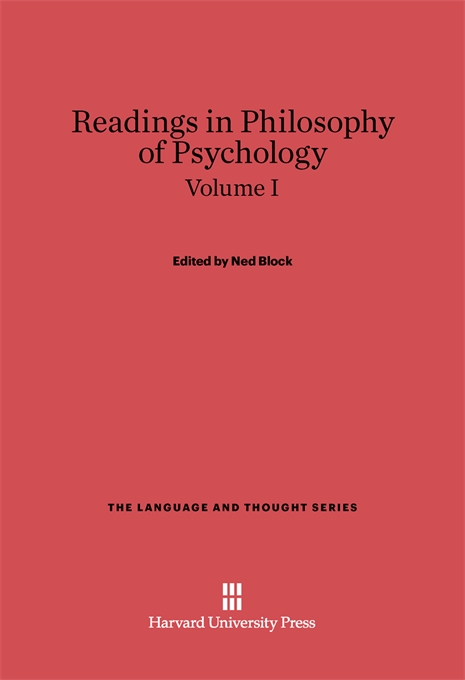 Readings in Philosophy
of Psychology
Volume I
Edited by Ned Block
THE LANGUAGE AND THOUGHT SERIES
Harvard University Press